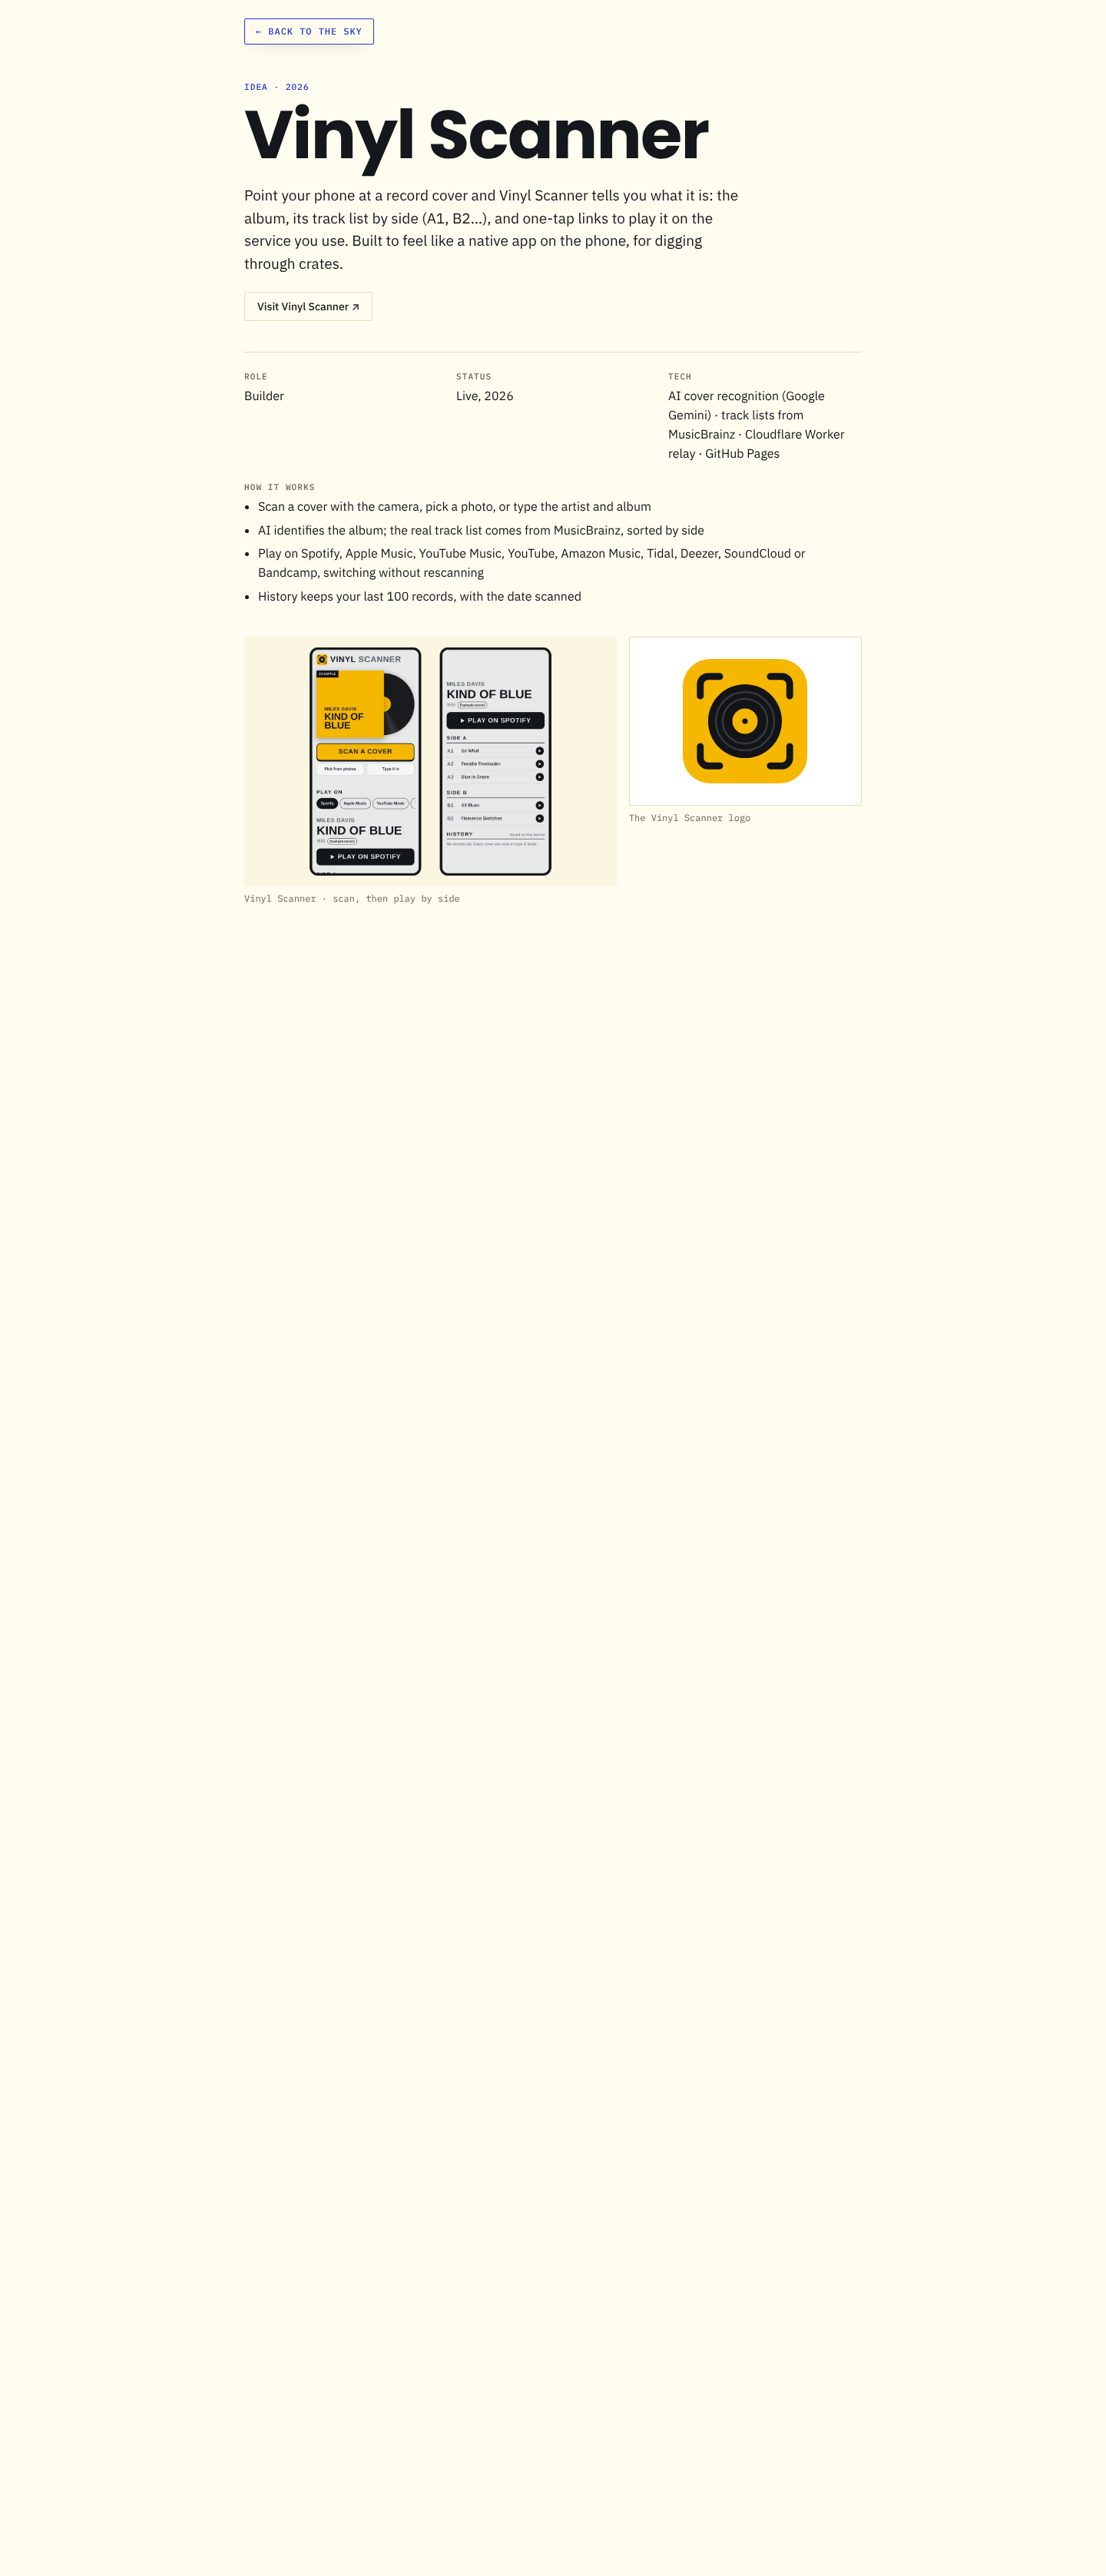 ← BACK TO THE SKY
IDEA · 2026
Vinyl Scanner
Point your phone at a record cover and Vinyl Scanner tells you what it is: the
album, its track list by side (A1, B2…), and one-tap links to play it on the
service you use. Built to feel like a native app on the phone, for digging
through crates.
Visit Vinyl Scanner ↗
ROLE
Builder
STATUS
Live, 2026
TECH
AI cover recognition (Google
Gemini) · track lists from
MusicBrainz · Cloudflare Worker
relay · GitHub Pages
HOW IT WORKS
• Scan a cover with the camera, pick a photo, or type the artist and album
• AI identifies the album; the real track list comes from MusicBrainz, sorted by side
• Play on Spotify, Apple Music, YouTube Music, YouTube, Amazon Music, Tidal, Deezer, SoundCloud or
Bandcamp, switching without rescanning
• History keeps your last 100 records, with the date scanned
VINYL SCANNER
EXAMPLE
MILES DAVIS
KIND OF
BLUE
SCAN A COVER
Pick from photos
Type it in
PLAY ON
Spotify
Apple Music
YouTube Music
MILES DAVIS
KIND OF BLUE
1959 Example record
▶ PLAY ON SPOTIFY
MILES DAVIS
KIND OF BLUE
1959 Example record
▶ PLAY ON SPOTIFY
SIDE A
A1 So What
A2 Freddie Freeloader
A3 Blue in Green
SIDE B
B1 All Blues
B2 Flamenco Sketches
HISTORY
Vinyl Scanner · scan, then play by side
The Vinyl Scanner logo